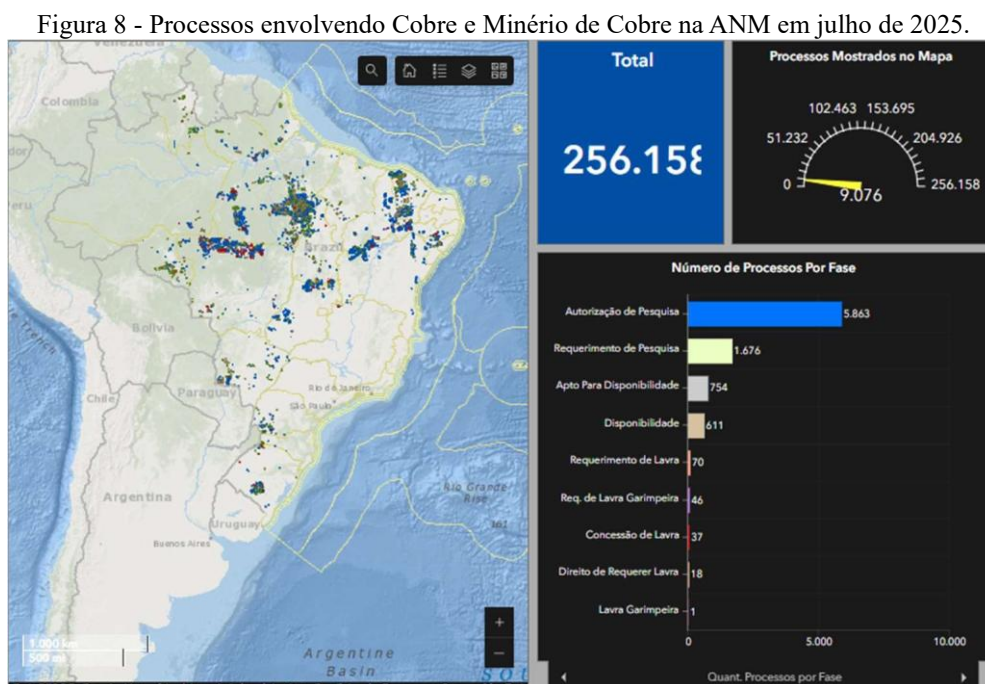 Figura 8 - Processos envolvendo Cobre e Minério de Cobre na ANM em julho de 2025.
Venezuela
Colombia
Brazil
Bolivia
Paraguay
Chile
Rio de Janeiro
São Paulo
Argentina
Uruguay
Buenos Aires
Rio Grande
Rise
Argentine
Basin
1.000 km
500 mi
Total
256.158
Processos Mostrados no Mapa
0
51.232
102.463
153.695
204.926
256.158
9.076
Número de Processos Por Fase
Autorização de Pesquisa
5.863
Requerimento de Pesquisa
1.676
Apto Para Disponibilidade
754
Disponibilidade
611
Requerimento de Lavra
70
Req. de Lavra Garimpeira
46
Concessão de Lavra
37
Direito de Requerer Lavra
18
Lavra Garimpeira
1
0
5.000
10.000
Quant. Processos por Fase